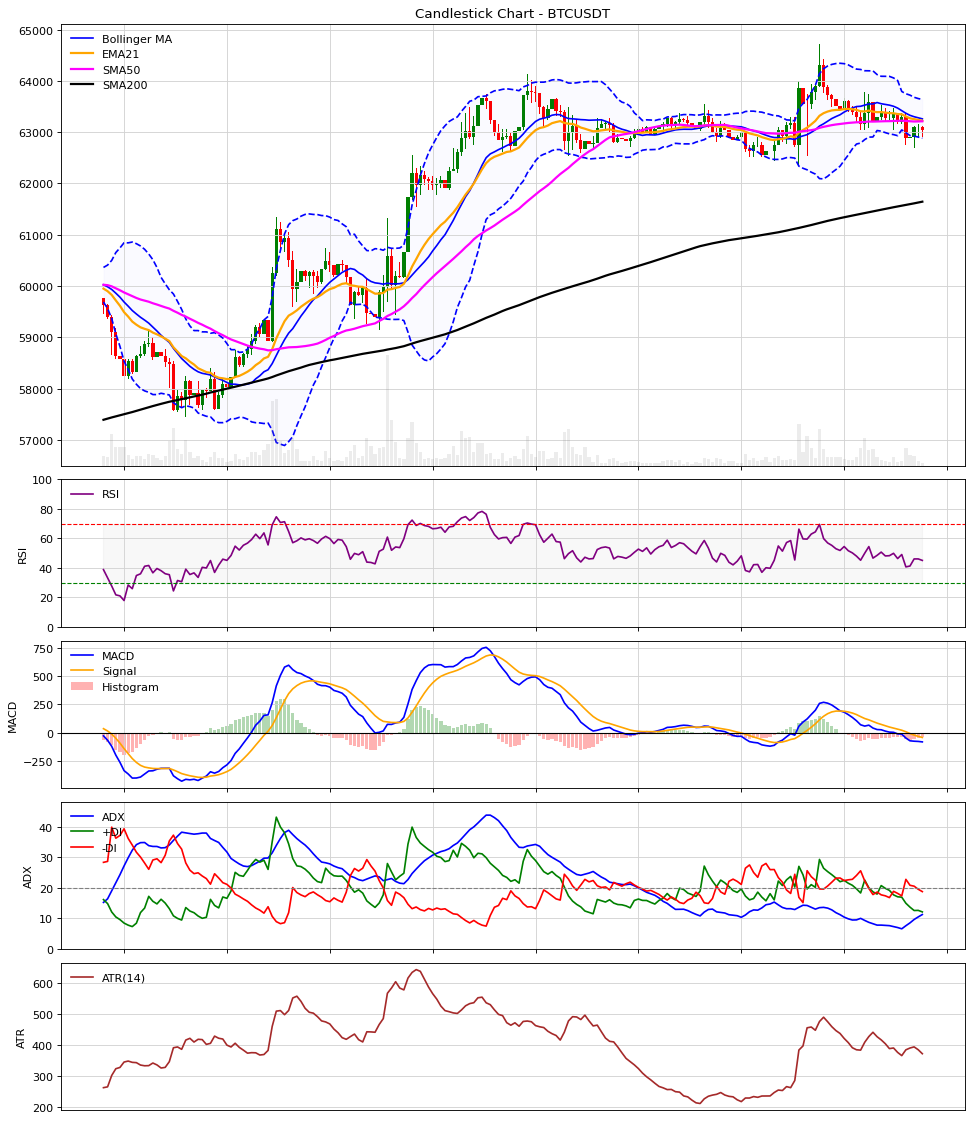 Candlestick Chart - BTCUSDT
65000
64000
63000
62000
61000
60000
59000
58000
57000
Bollinger MA
EMA21
SMA50
SMA200
100
80
60
40
20
0
RSI
RSI
750
500
250
0
−250
MACD
MACD
Signal
Histogram
40
30
20
10
0
ADX
ADX
+DI
-DI
600
500
400
300
200
ATR
ATR(14)